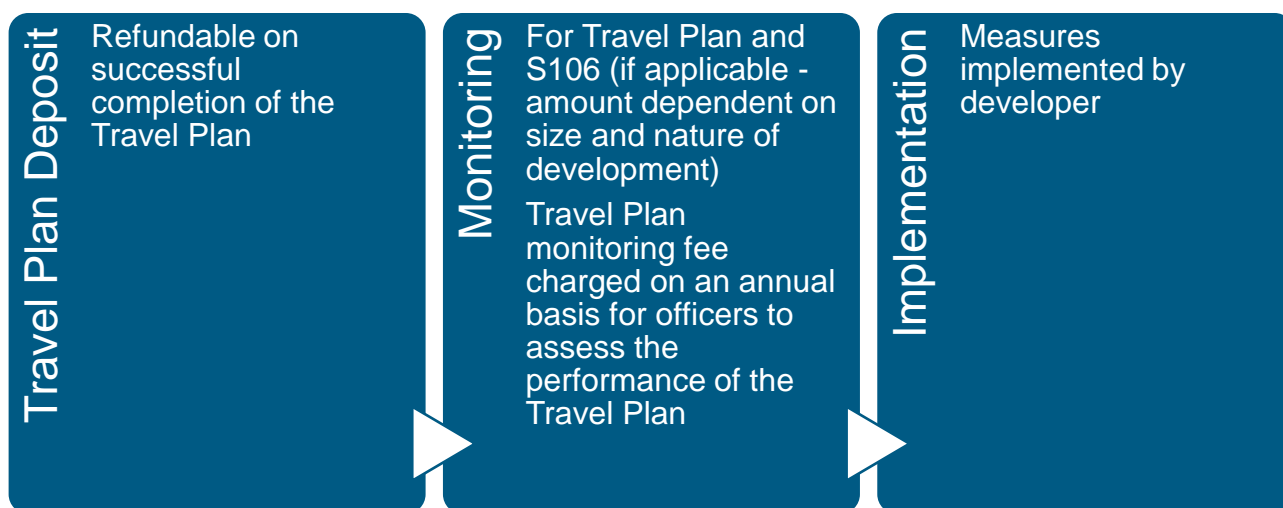 Travel Plan Deposit
Refundable on
successful
completion of the
Travel Plan
Monitoring
For Travel Plan and
S106 (if applicable -
amount dependent on
size and nature of
development)
Travel Plan
monitoring fee
charged on an annual
basis for officers to
assess the
performance of the
Travel Plan
Implementation
Measures
implemented by
developer